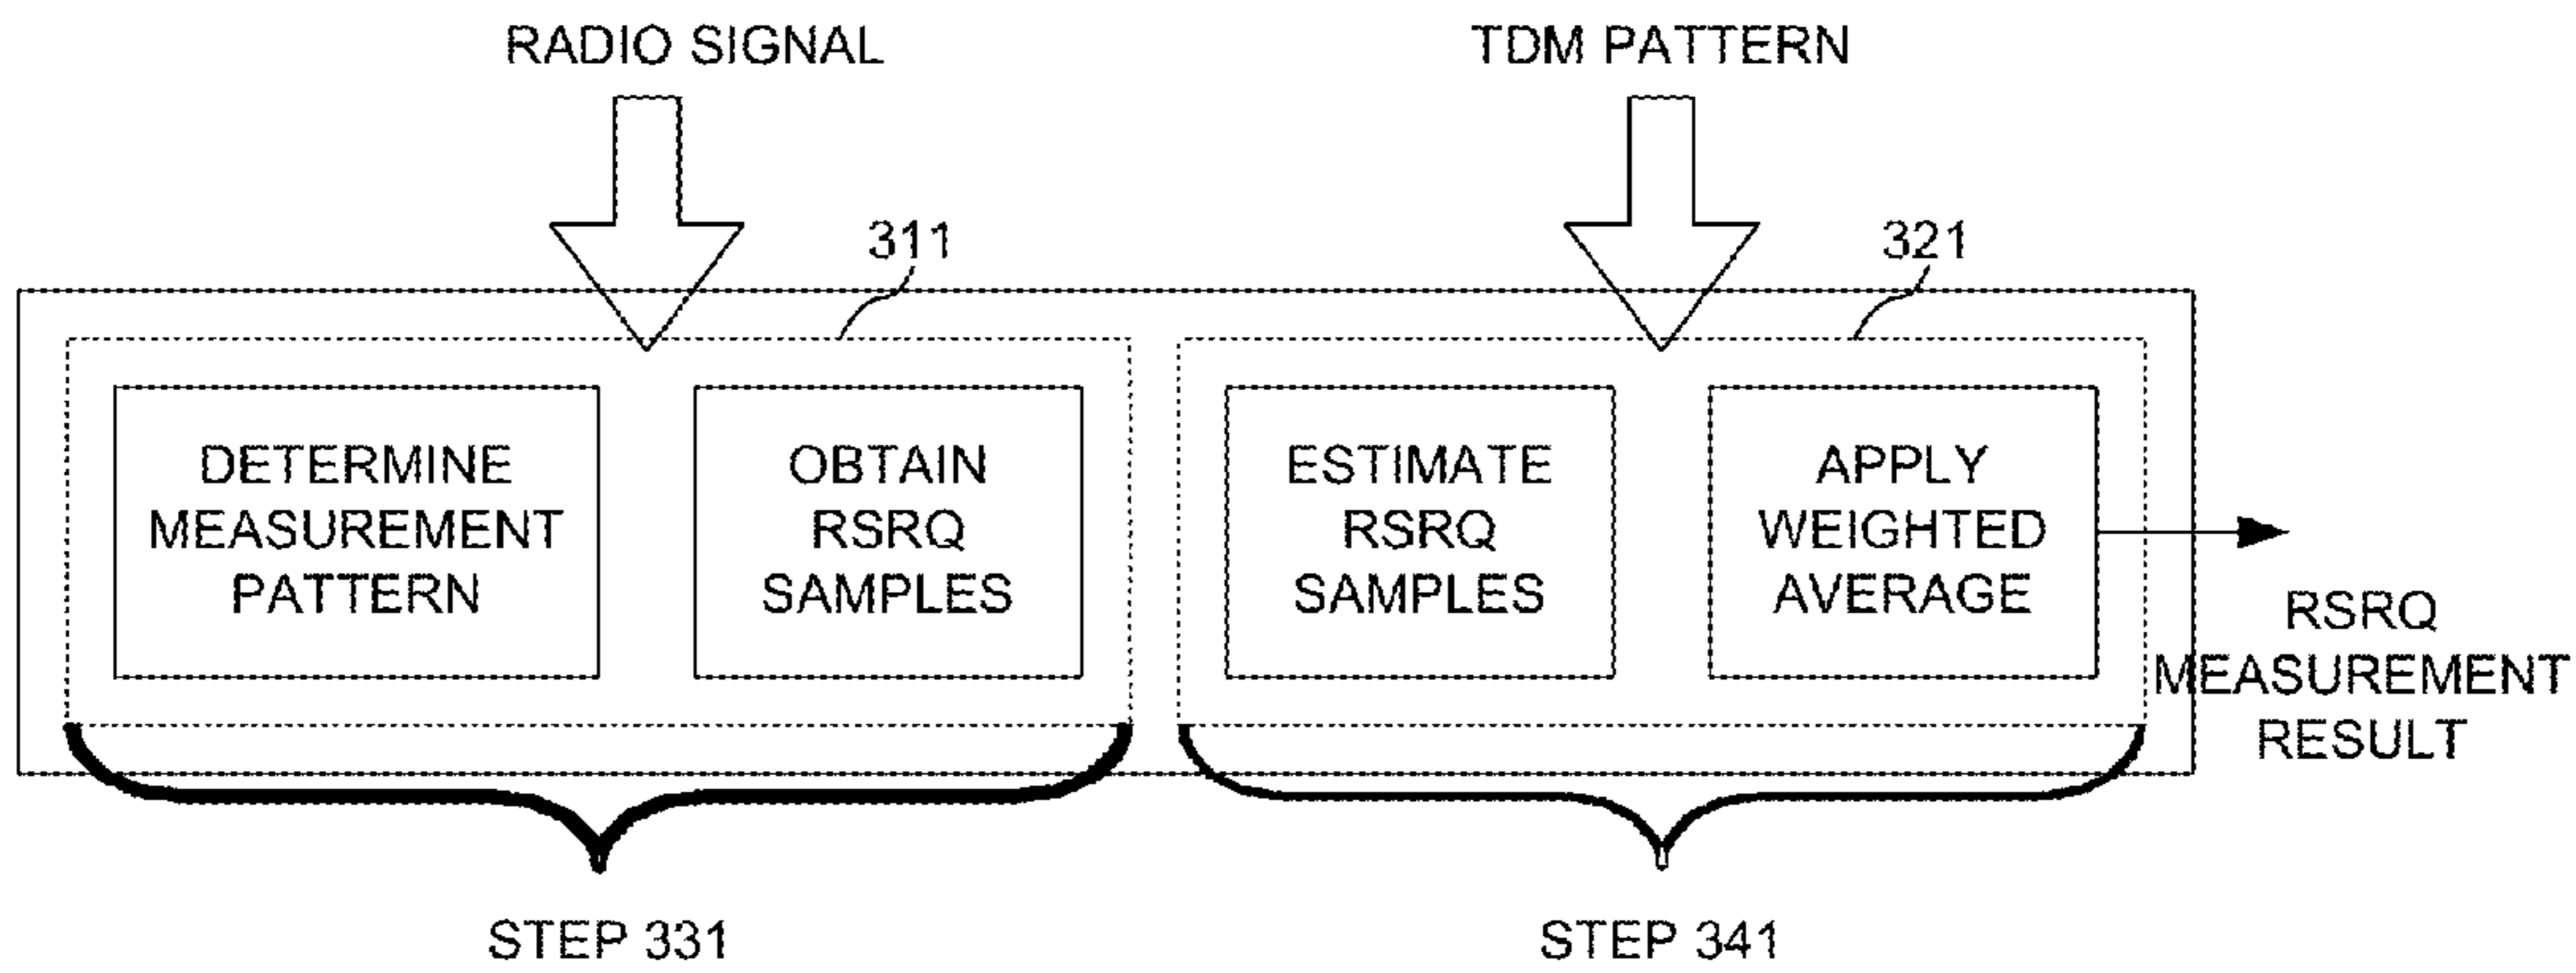 RADIO SIGNAL
TDM PATTERN
311
321
DETERMINE
MEASUREMENT
PATTERN
OBTAIN
RSRQ
SAMPLES
ESTIMATE
RSRQ
SAMPLES
APPLY
WEIGHTED
AVERAGE
RSRQ
MEASUREMENT
RESULT
STEP 331
STEP 341